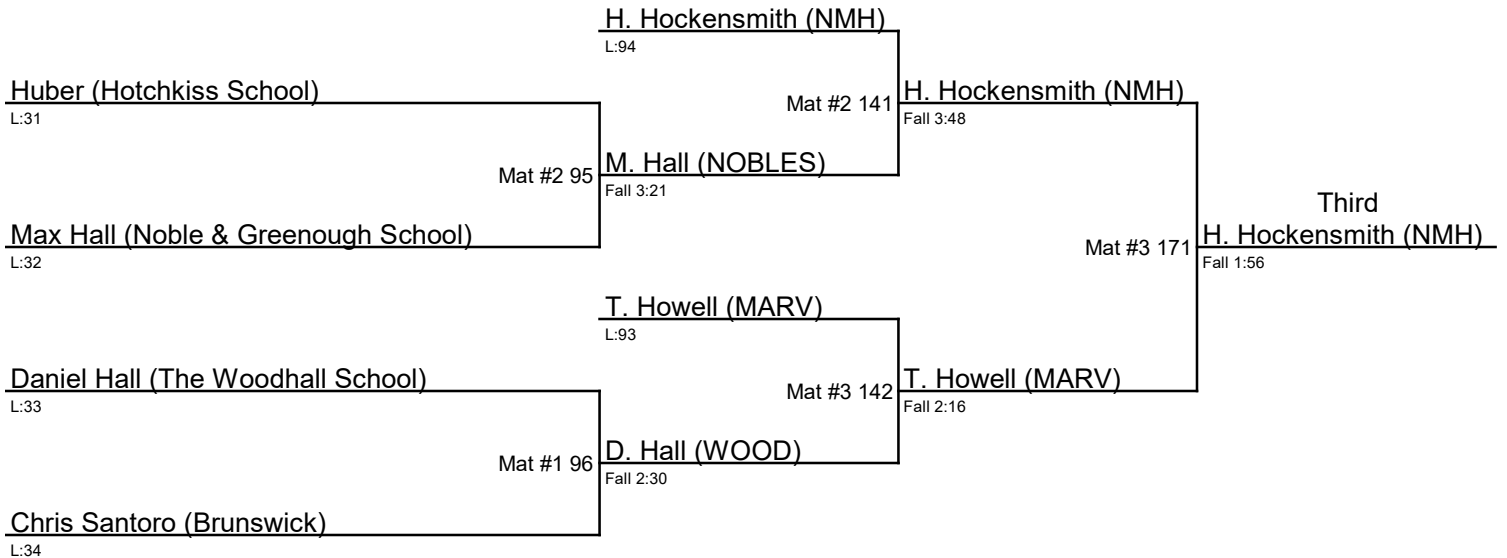 H. Hockensmith (NMH)
L:94
Huber (Hotchkiss School)
L:31
Mat #2 141
H. Hockensmith (NMH)
Fall 3:48
Mat #2 95
M. Hall (NOBLES)
Fall 3:21
Third
Max Hall (Noble & Greenough School)
L:32
Mat #3 171
H. Hockensmith (NMH)
Fall 1:56
T. Howell (MARV)
L:93
Daniel Hall (The Woodhall School)
L:33
Mat #3 142
T. Howell (MARV)
Fall 2:16
Mat #1 96
D. Hall (WOOD)
Fall 2:30
Chris Santoro (Brunswick)
L:34